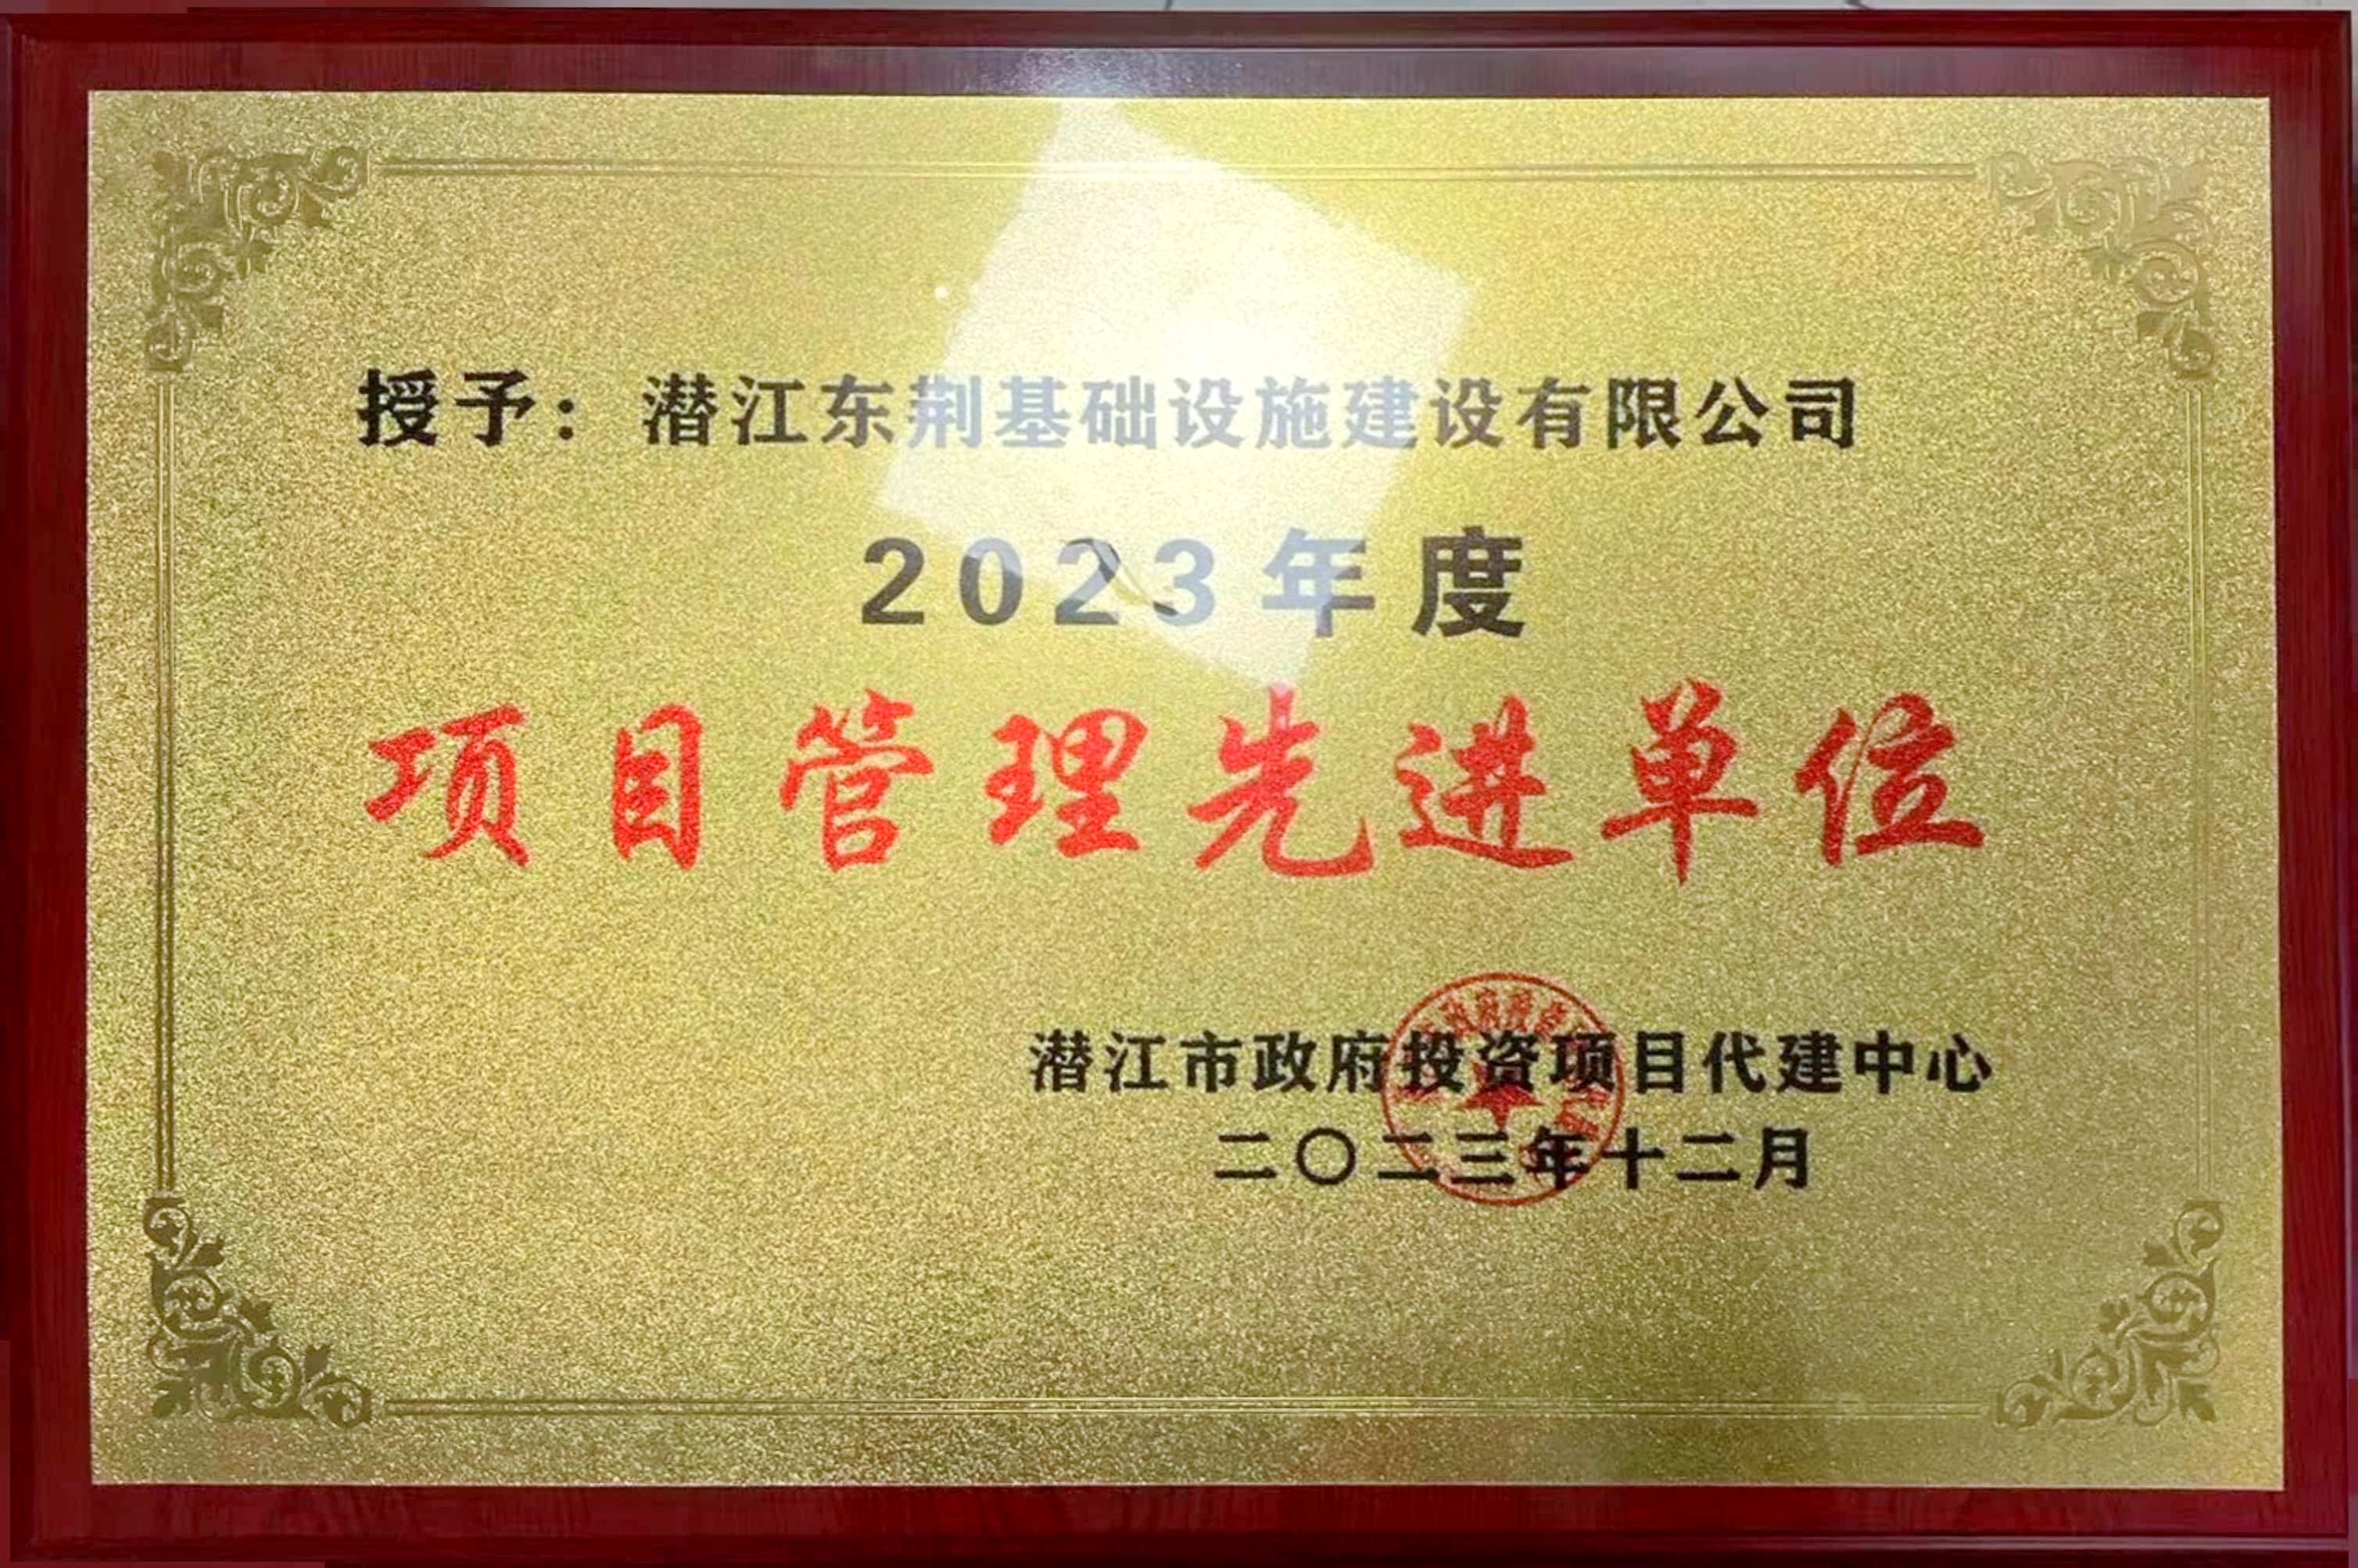 授予：潜江东荆基础设施建设有限公司
2023年度
项目管理先进单位
潜江市政府投资项目代建中心
二〇二三年十二月